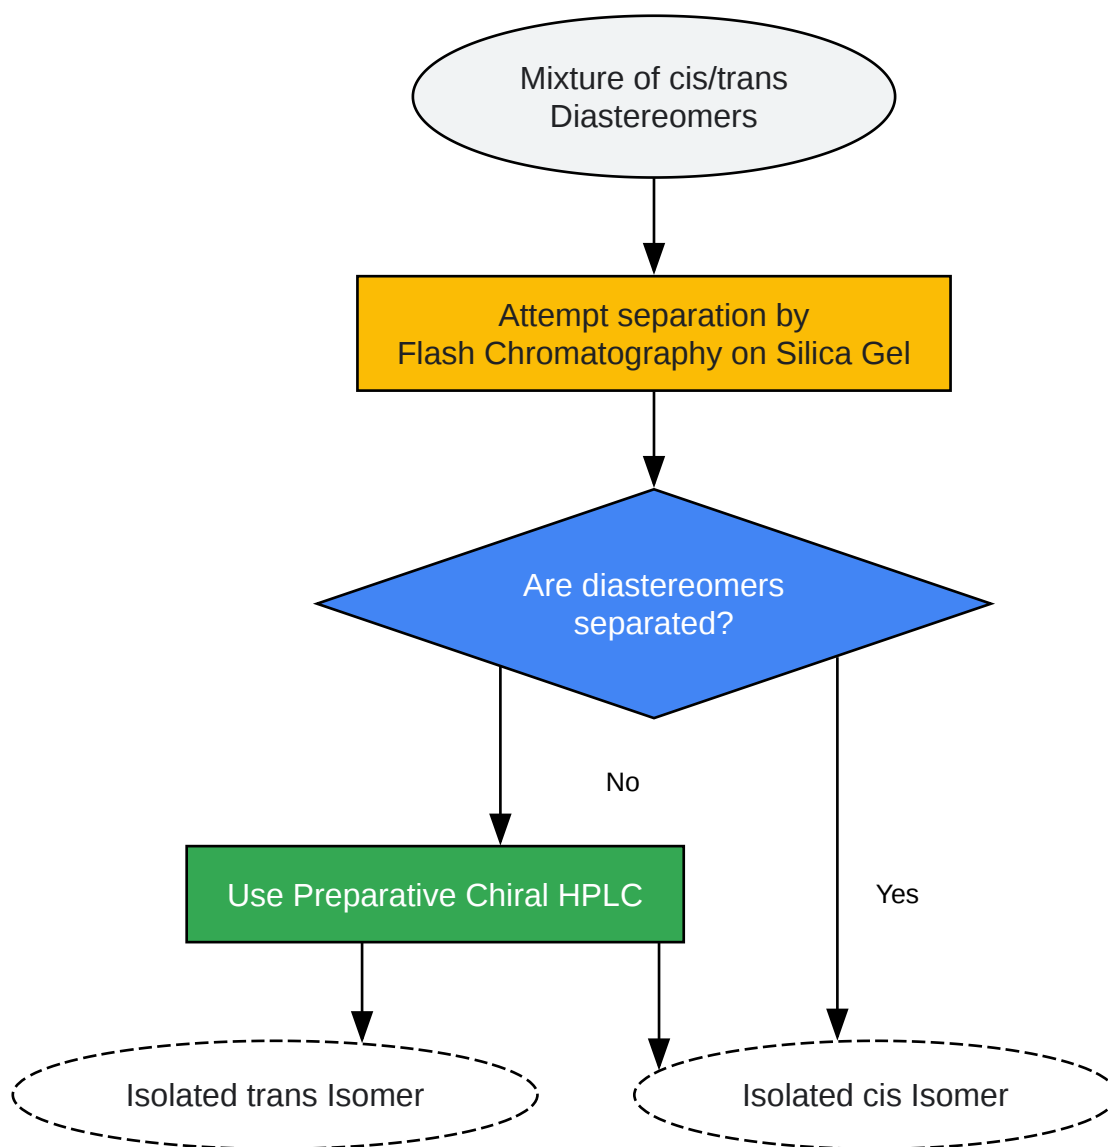 Mixture of cis/trans
Diastereomers
Attempt separation by
Flash Chromatography on Silica Gel
Are diastereomers
separated?
No
Use Preparative Chiral HPLC
Yes
Isolated trans Isomer
Isolated cis Isomer